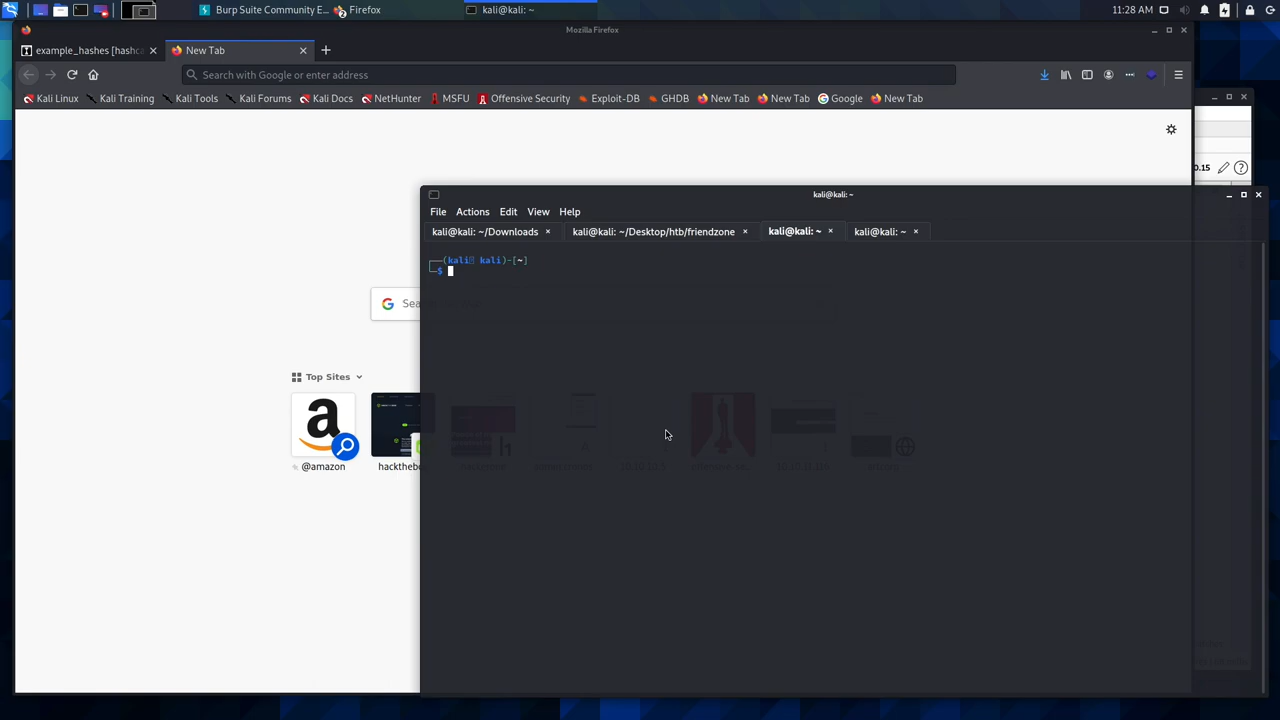 Burp Suite Community E...
Firefox
kali@kali: ~
11:28 AM
Mozilla Firefox
example_hashes [hashca
New Tab
Search with Google or enter address
Kali Linux
Kali Training
Kali Tools
Kali Forums
Kali Docs
NetHunter
MSFU
Offensive Security
Exploit-DB
GHDB
New Tab
New Tab
Google
New Tab
0.15
kali@kali: ~
File
Actions
Edit
View
Help
kali@kali: ~/Downloads
kali@kali: ~/Desktop/htb/friendzone
kali@kali: ~
kali@kali: ~
┌──(kali kali)-[~]
└─$
Top Sites
@amazon